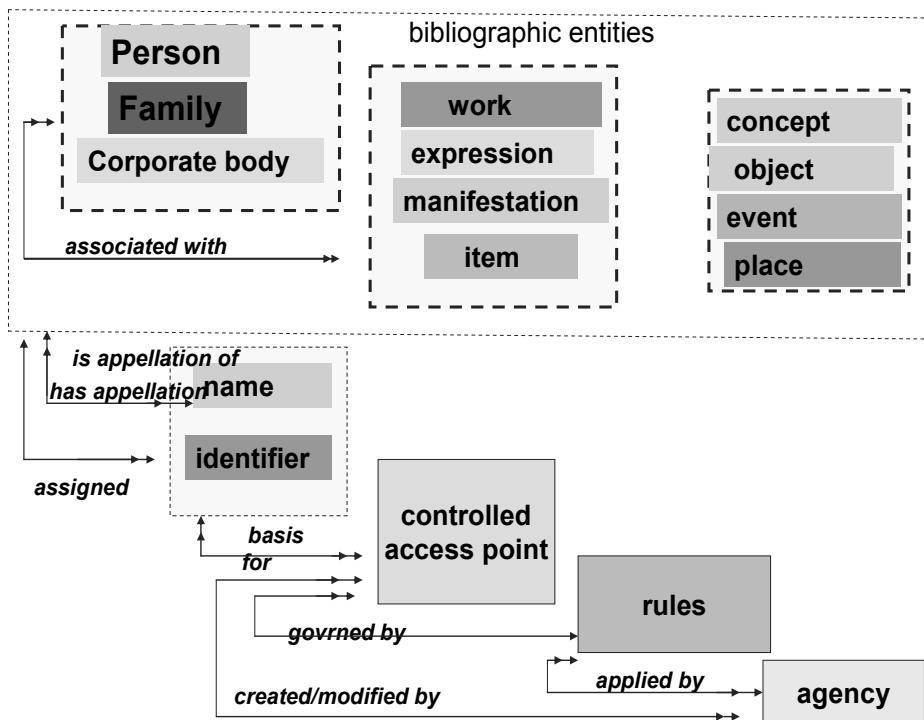 bibliographic entities
Person
Family
Corporate body
work
expression
manifestation
item
concept
object
event
place
associated with
is appellation of
has appellation
name
identifier
assigned
basis
for
controlled
access point
rules
govrned by
applied by
created/modified by
agency